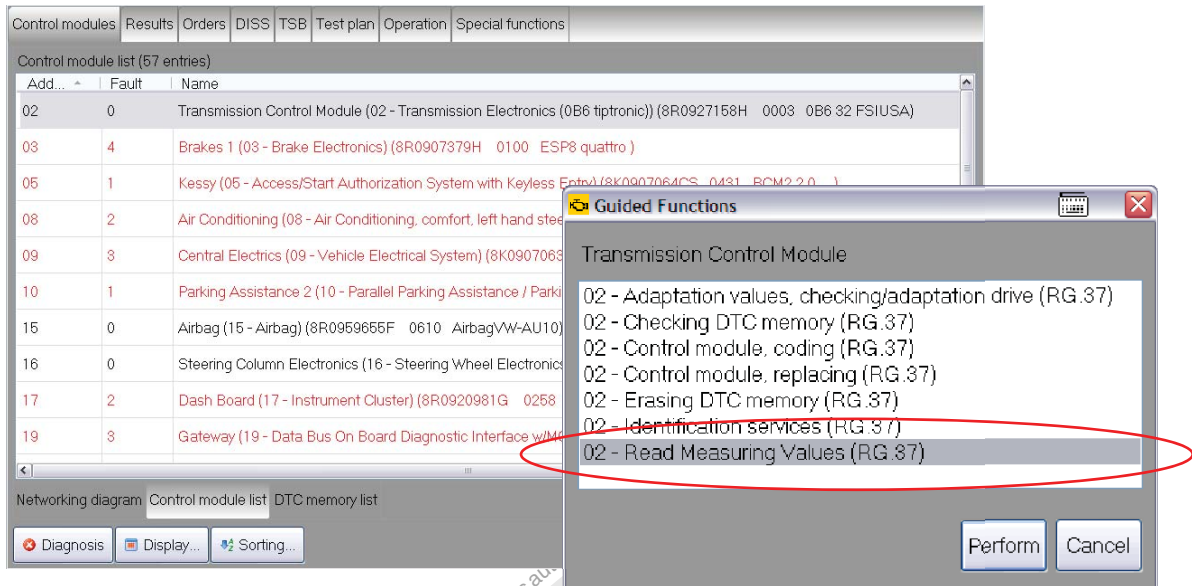 Control modules Results Orders DISS TSB Test plan Operation Special functions
Control module list (57 entries)
Add... Fault Name
02 0 Transmission Control Module (02 - Transmission Electronics (0B6 tiptronic)) (8R0927158H 0003 0B6 32 FSIUSA)
03 4 Brakes 1 (03 - Brake Electronics) (8R0907379H 0100 ESP8 quattro )
05 1 Kessy (05 - Access/Start Authorization System with Keyless Entry) (8K0907064CS 0431 BCM2 2.0 )
08 2 Air Conditioning (08 - Air Conditioning, comfort, left hand stee
09 3 Central Electrics (09 - Vehicle Electrical System) (8K0907063
10 1 Parking Assistance 2 (10 - Parallel Parking Assistance / Parki
15 0 Airbag (15 - Airbag) (8R0959655F 0610 AirbagVW-AU10)
16 0 Steering Column Electronics (16 - Steering Wheel Electronics
17 2 Dash Board (17 - Instrument Cluster) (8R0920981G 0258
19 3 Gateway (19 - Data Bus On Board Diagnostic Interface w/MO
Networking diagram Control module list DTC memory list
Diagnosis Display... Sorting...
Guided Functions
Transmission Control Module
02 - Adaptation values, checking/adaptation drive (RG.37)
02 - Checking DTC memory (RG.37)
02 - Control module, coding (RG.37)
02 - Control module, replacing (RG.37)
02 - Erasing DTC memory (RG.37)
02 - Identification services (RG.37)
02 - Read Measuring Values (RG.37)
Perform Cancel